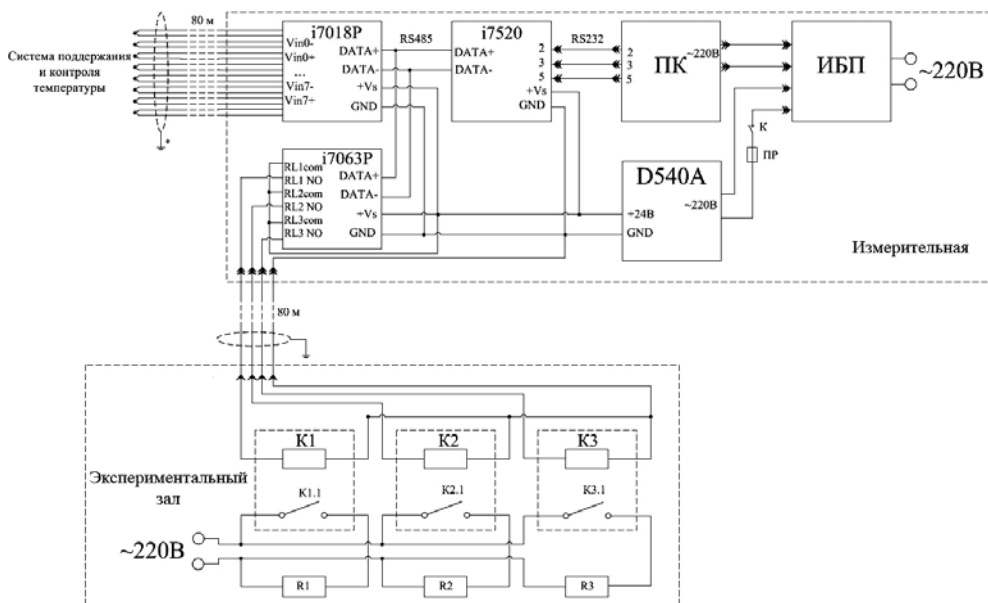 80 м
Система поддержания
и контроля
температуры
i7018P
Vin0-
Vin0+
...
Vin7-
Vin7+
DATA+
DATA-
+Vs
GND
RS485
i7520
DATA+
DATA-
2
3
5
+Vs
GND
RS232
2
3
5
ПК
~220В
ИБП
~220В
К
ПР
i7063P
RL1com
RL1 NO
RL2com
RL2 NO
RL3com
RL3 NO
DATA+
DATA-
+Vs
GND
D540A
~220В
+24В
GND
Измерительная
80 м
К1
К2
К3
Экспериментальный
зал
К1.1
К2.1
К3.1
~220В
R1
R2
R3